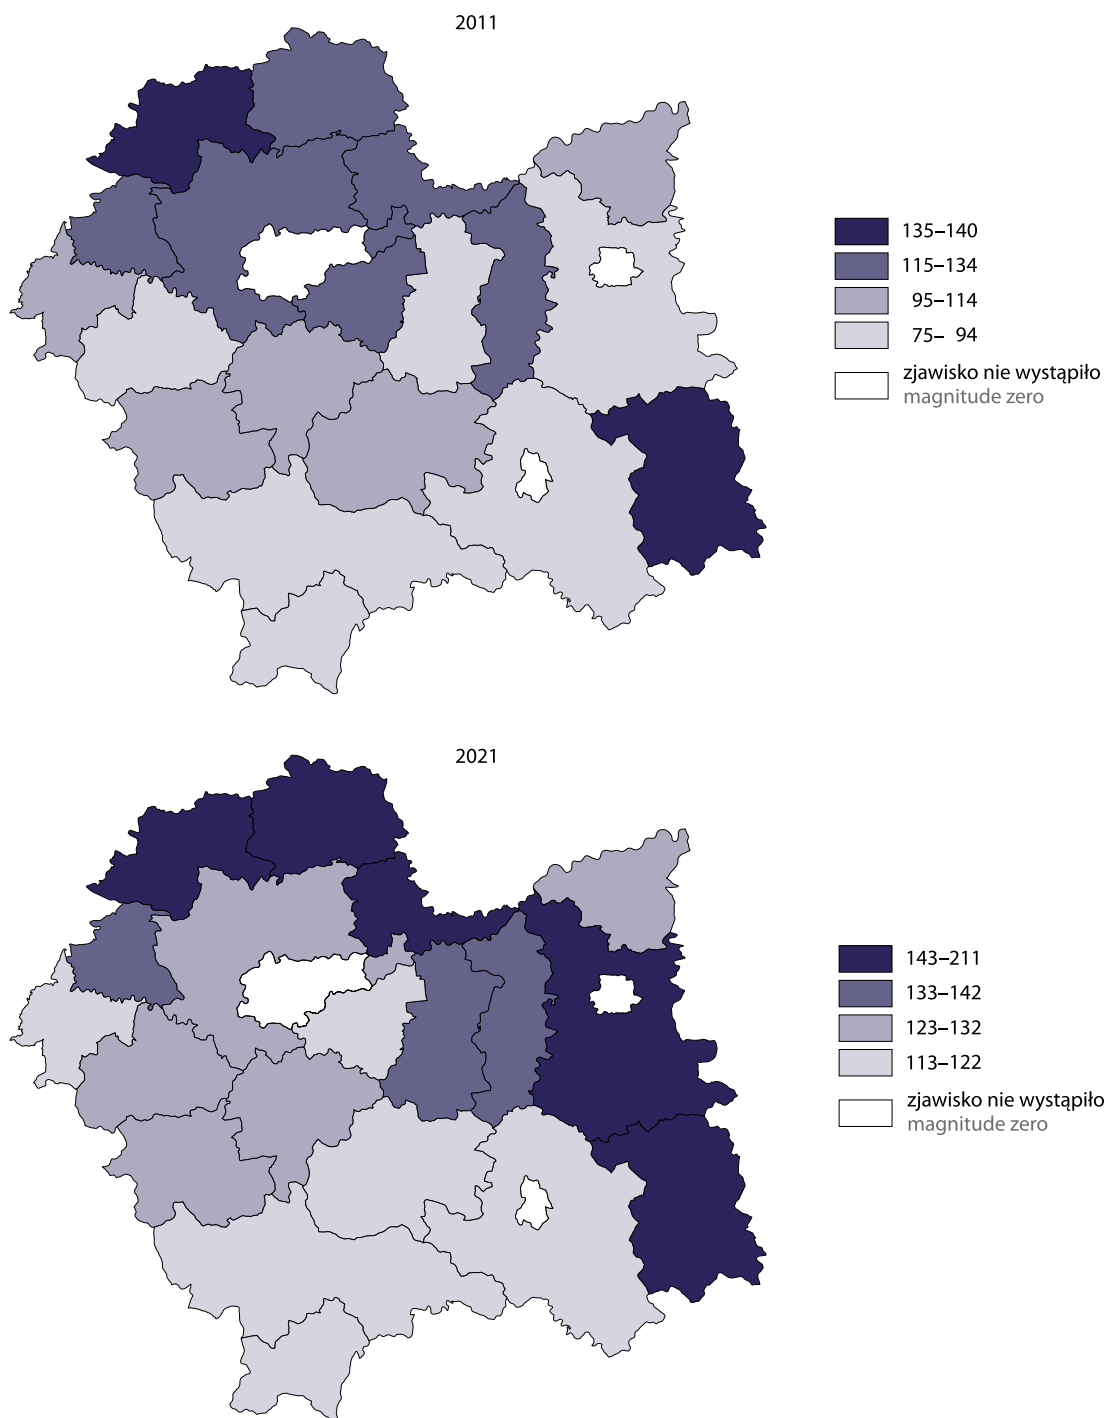 2011
135–140
115–134
95–114
75– 94
zjawisko nie wystąpiło
magnitude zero
2021
143–211
133–142
123–132
113–122
zjawisko nie wystąpiło
magnitude zero